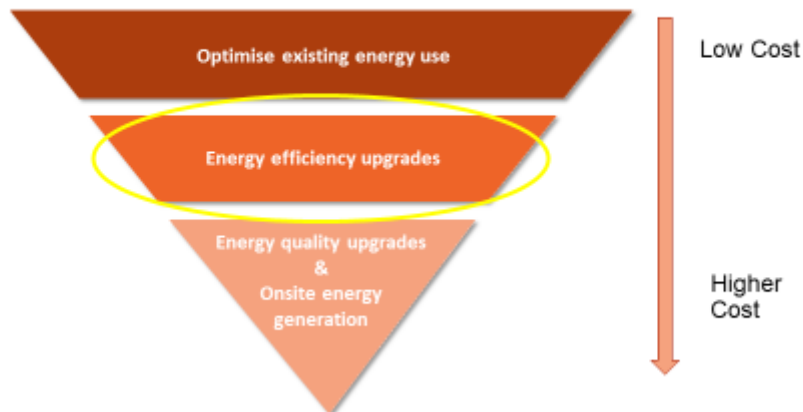 Optimise existing energy use
Low Cost
Energy efficiency upgrades
Energy quality upgrades
&
Onsite energy
generation
Higher
Cost